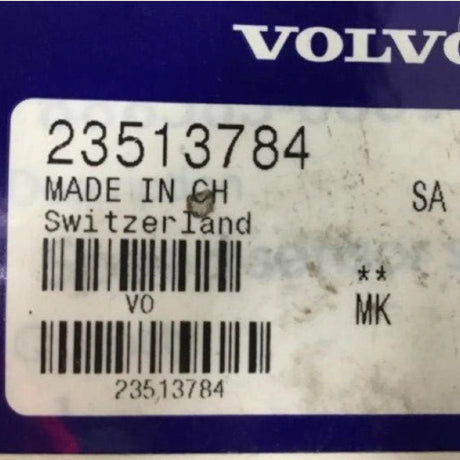 VOLVO
23513784
MADE IN CH
SA
Switzerland
**
VO
MK
23513784